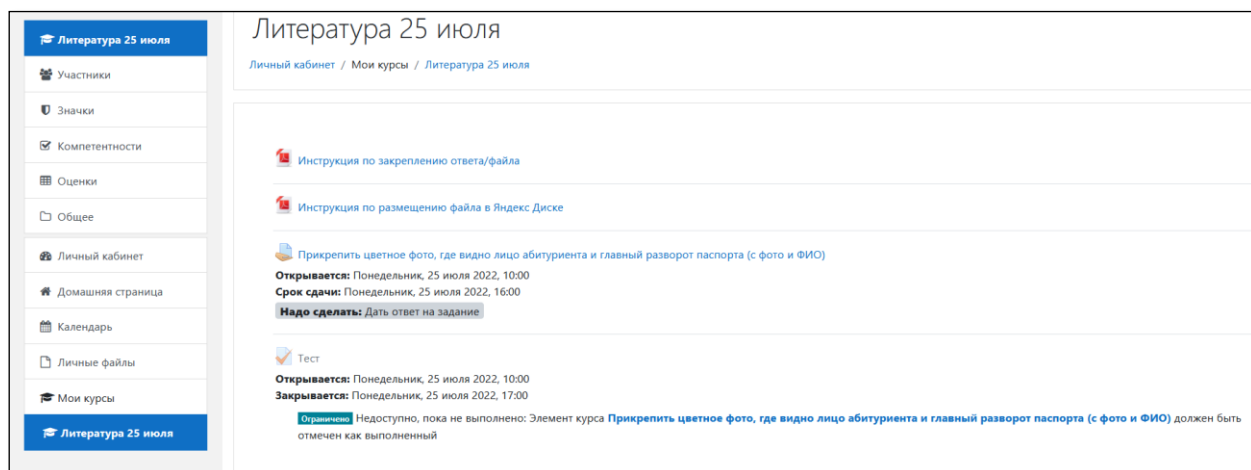 Литература 25 июля
Участники
Значки
Компетентности
Оценки
Общее
Личный кабинет
Домашняя страница
Календарь
Личные файлы
Мои курсы
Литература 25 июля
Литература 25 июля
Личный кабинет / Мои курсы / Литература 25 июля
Инструкция по закреплению ответа/файла
Инструкция по размещению файла в Яндекс Диске
Прикрепить цветное фото, где видно лицо абитуриента и главный разворот паспорта (с фото и ФИО)
Открывается: Понедельник, 25 июля 2022, 10:00
Срок сдачи: Понедельник, 25 июля 2022, 16:00
Надо сделать: Дать ответ на задание
Тест
Открывается: Понедельник, 25 июля 2022, 10:00
Закрывается: Понедельник, 25 июля 2022, 17:00
Ограничено Недоступно, пока не выполнено: Элемент курса Прикрепить цветное фото, где видно лицо абитуриента и главный разворот паспорта (с фото и ФИО) должен быть
отмечен как выполненный